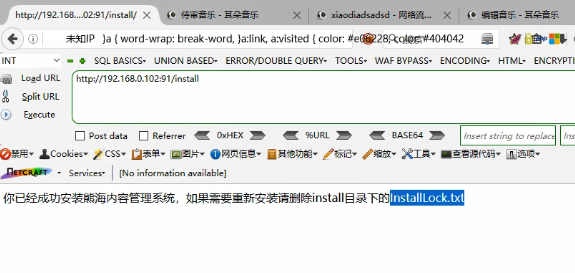 http://192.168.0....02:91/install/ 待审音乐 - 耳朵音乐 xiaodiadsadsd - 网络流... 编辑音乐 - 耳朵音乐
未知IP }a { word-wrap: break-word, }a:link, a:visited { color: #e06228, color:#404042
INT SQL BASICS UNION BASED ERROR/DOUBLE QUERY TOOLS WAF BYPASS ENCODING HTML ENCRYPTI
Load URL http://192.168.0.102:91/install
Split URL
Execute
Post data Referrer 0xHEX %URL BASE64 Insert string to replace Ins
禁用 Cookies CSS 表单 图片 网页信息 其他功能 标记 缩放 工具 查看源代码 选项
NETCRAFT Services [No information available]
你已经成功安装熊海内容管理系统，如果需要重新安装请删除install目录下的InstallLock.txt